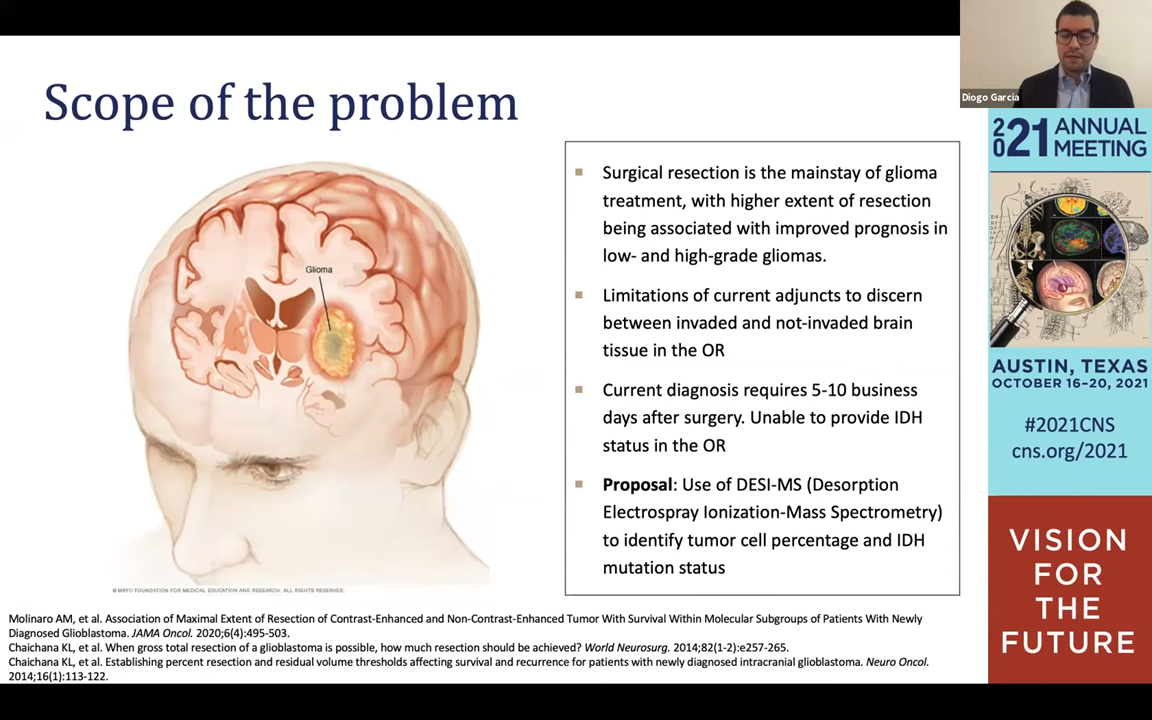 Scope of the problem
Glioma
©MAYO FOUNDATION FOR MEDICAL EDUCATION AND RESEARCH. ALL RIGHTS RESERVED.
▪ Surgical resection is the mainstay of glioma
treatment, with higher extent of resection
being associated with improved prognosis in
low- and high-grade gliomas.
▪ Limitations of current adjuncts to discern
between invaded and not-invaded brain
tissue in the OR
▪ Current diagnosis requires 5-10 business
days after surgery. Unable to provide IDH
status in the OR
▪ Proposal: Use of DESI-MS (Desorption
Electrospray Ionization-Mass Spectrometry)
to identify tumor cell percentage and IDH
mutation status
Molinaro AM, et al. Association of Maximal Extent of Resection of Contrast-Enhanced and Non-Contrast-Enhanced Tumor With Survival Within Molecular Subgroups of Patients With Newly
Diagnosed Glioblastoma. JAMA Oncol. 2020;6(4):495-503.
Chaichana KL, et al. When gross total resection of a glioblastoma is possible, how much resection should be achieved? World Neurosurg. 2014;82(1-2):e257-265.
Chaichana KL, et al. Establishing percent resection and residual volume thresholds affecting survival and recurrence for patients with newly diagnosed intracranial glioblastoma. Neuro Oncol.
2014;16(1):113-122.
Diogo Garcia
2021 ANNUAL
MEETING
AUSTIN, TEXAS
OCTOBER 16–20, 2021
#2021CNS
cns.org/2021
VISION
FOR
THE
FUTURE